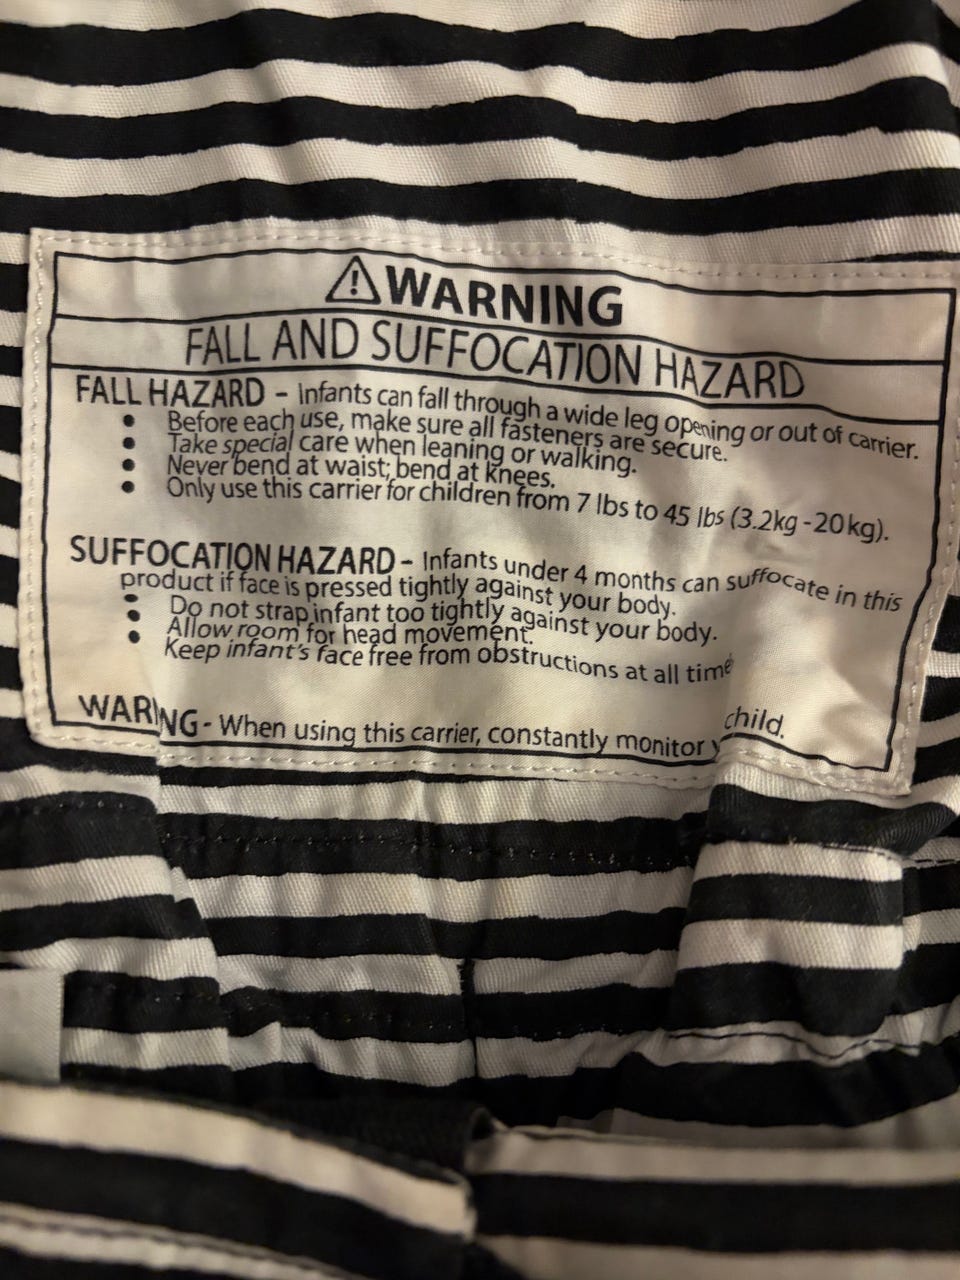 ⚠WARNING
FALL AND SUFFOCATION HAZARD
FALL HAZARD - Infants can fall through a wide leg opening or out of carrier.
• Before each use, make sure all fasteners are secure.
• Take special care when leaning or walking.
• Never bend at waist; bend at knees.
• Only use this carrier for children from 7 lbs to 45 lbs (3.2kg - 20kg).
SUFFOCATION HAZARD - Infants under 4 months can suffocate in this
product if face is pressed tightly against your body.
• Do not strap infant too tightly against your body.
• Allow room for head movement.
• Keep infant's face free from obstructions at all time
WARNING - When using this carrier, constantly monitor child.